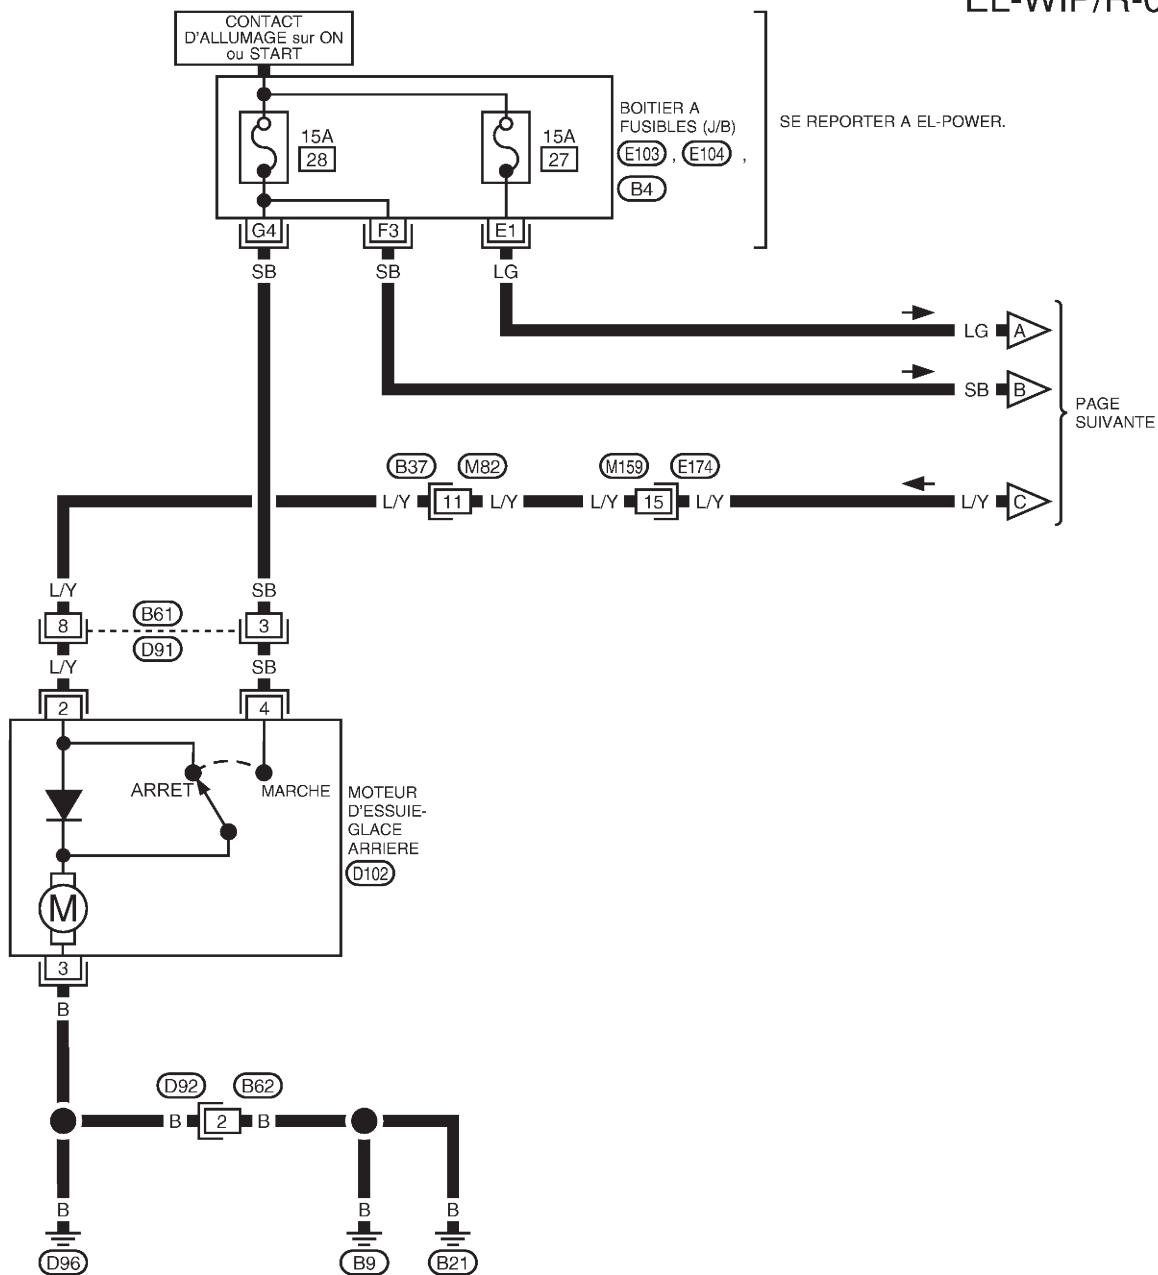 EL-WIP/R-0
CONTACT
D'ALLUMAGE sur ON
ou START
15A
28
15A
27
BOITIER A
FUSIBLES (J/B)
E103 , E104 ,
B4
SE REPORTER A EL-POWER.
G4
F3
E1
SB
SB
LG
LG
A
SB
B
PAGE
SUIVANTE
B37
M82
M159
E174
L/Y
11
L/Y
L/Y
15
L/Y
L/Y
C
L/Y
SB
8
B61
D91
3
L/Y
SB
2
4
ARRET
MARCHE
MOTEUR
D'ESSUIE-
GLACE
ARRIERE
D102
M
3
B
D92
B62
B
2
B
B
B
B
D96
B9
B21